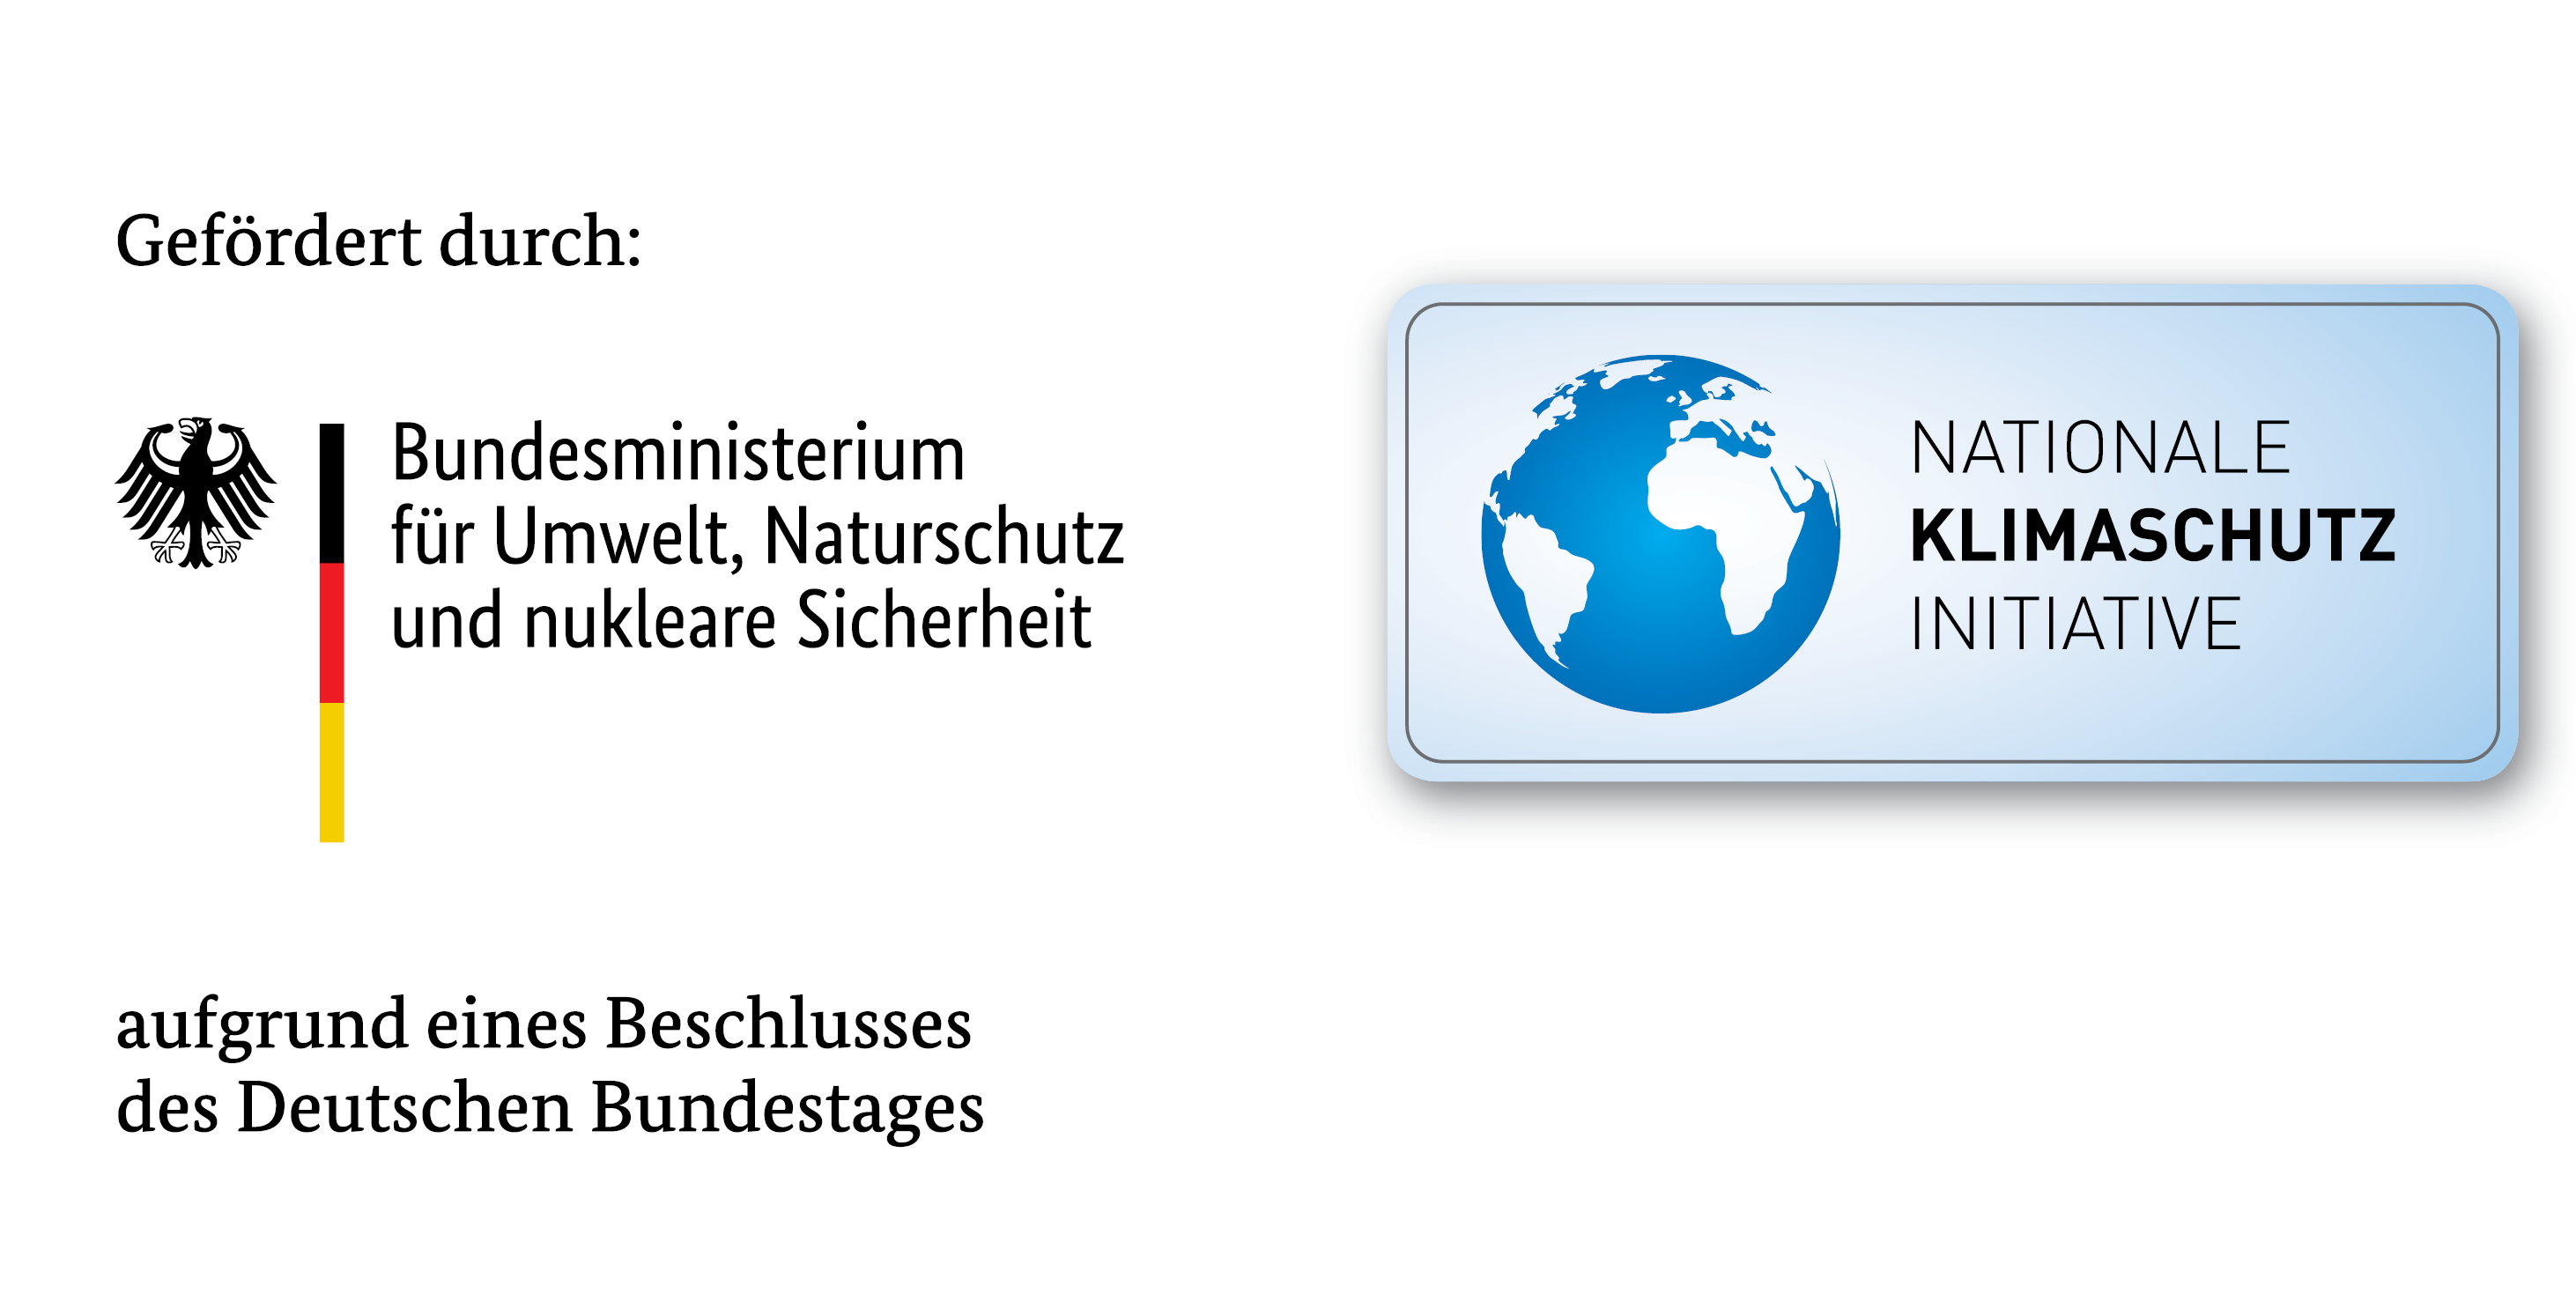 Gefördert durch:
Bundesministerium
für Umwelt, Naturschutz
und nukleare Sicherheit
aufgrund eines Beschlusses
des Deutschen Bundestages
NATIONALE
KLIMASCHUTZ
INITIATIVE